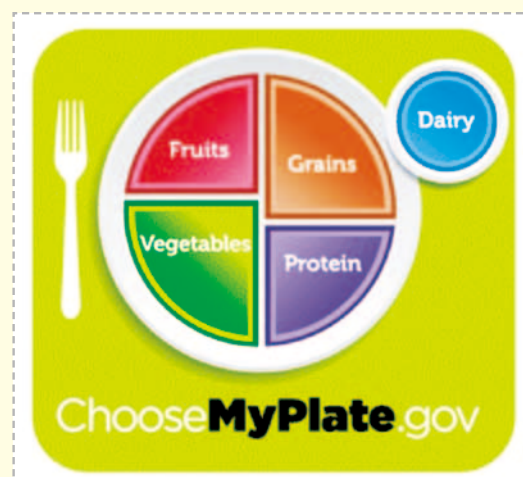 Dairy
Fruits
Grains
Vegetables
Protein
ChooseMyPlate.gov